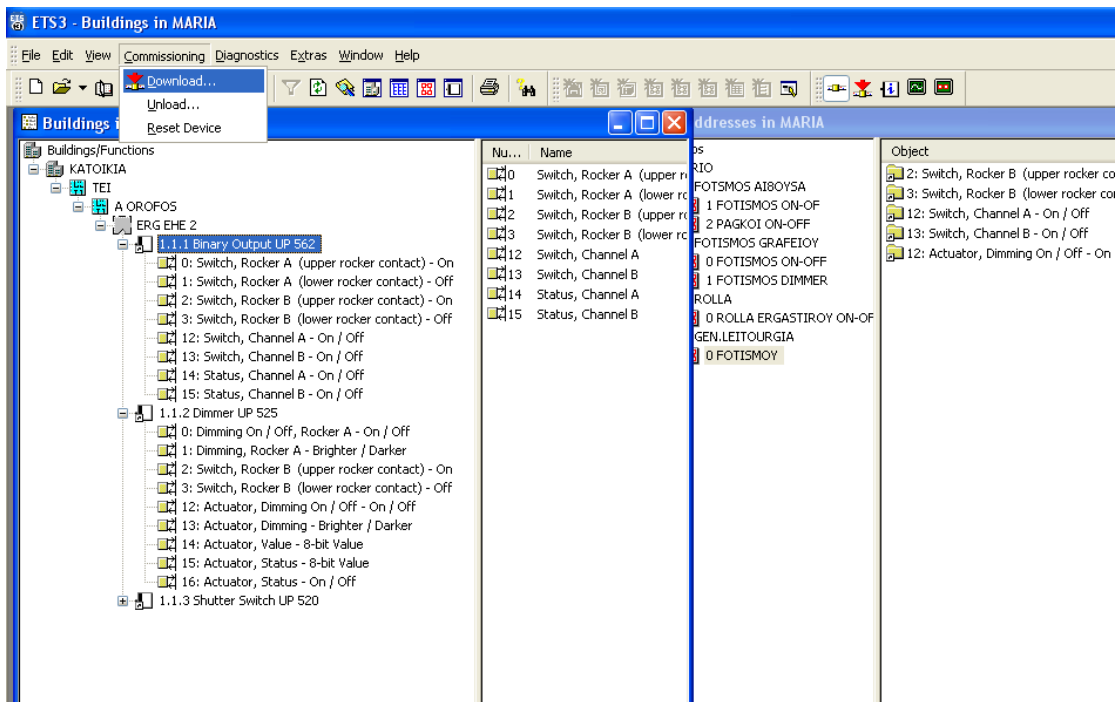 ETS3 - Buildings in MARIA
File Edit View Commissioning Diagnostics Extras Window Help
Download...
Unload...
Reset Device
Buildings i
Buildings/Functions
KATOIKIA
TEI
A OROFOS
ERG EHE 2
1.1.1 Binary Output UP 562
0: Switch, Rocker A (upper rocker contact) - On
1: Switch, Rocker A (lower rocker contact) - Off
2: Switch, Rocker B (upper rocker contact) - On
3: Switch, Rocker B (lower rocker contact) - Off
12: Switch, Channel A - On / Off
13: Switch, Channel B - On / Off
14: Status, Channel A - On / Off
15: Status, Channel B - On / Off
1.1.2 Dimmer UP 525
0: Dimming On / Off, Rocker A - On / Off
1: Dimming, Rocker A - Brighter / Darker
2: Switch, Rocker B (upper rocker contact) - On
3: Switch, Rocker B (lower rocker contact) - Off
12: Actuator, Dimming On / Off - On / Off
13: Actuator, Dimming - Brighter / Darker
14: Actuator, Value - 8-bit Value
15: Actuator, Status - 8-bit Value
16: Actuator, Status - On / Off
1.1.3 Shutter Switch UP 520
Nu... Name
0 Switch, Rocker A (upper r
1 Switch, Rocker A (lower rc
2 Switch, Rocker B (upper r
3 Switch, Rocker B (lower rc
12 Switch, Channel A
13 Switch, Channel B
14 Status, Channel A
15 Status, Channel B
ddresses in MARIA
os
RIO
FOTSMOS AI8OYSA
1 FOTISMOS ON-OF
2 PAGKOI ON-OFF
FOTISMOS GRAFEIOY
0 FOTISMOS ON-OFF
1 FOTISMOS DIMMER
ROLLA
0 ROLLA ERGASTIROY ON-OF
GEN.LEITOURGIA
0 FOTISMOY
Object
2: Switch, Rocker B (upper rocker co
3: Switch, Rocker B (lower rocker co
12: Switch, Channel A - On / Off
13: Switch, Channel B - On / Off
12: Actuator, Dimming On / Off - On